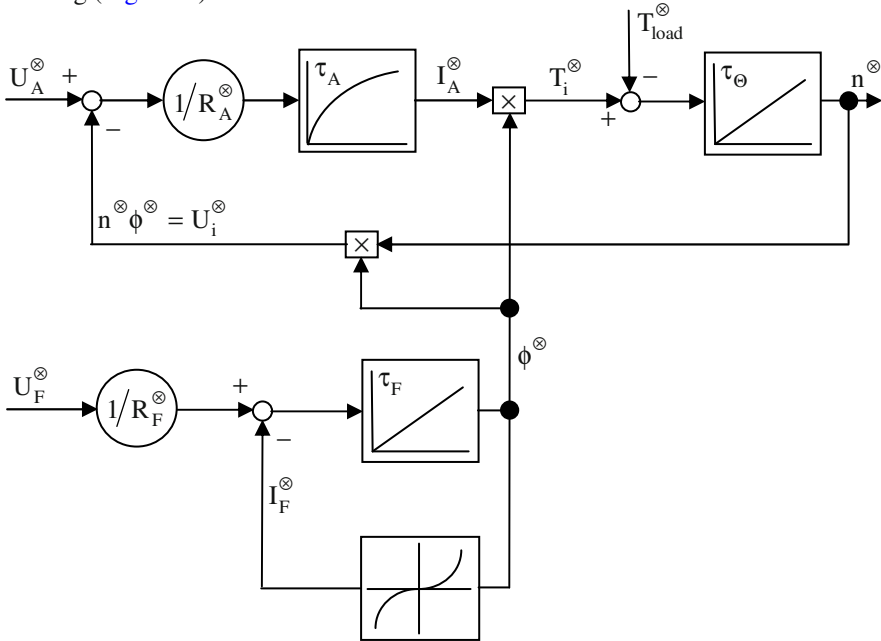 U_A^⊗ +
−
1/R_A^⊗
τ_A
I_A^⊗
×
T_i^⊗
+
T_load^⊗
−
τ_Θ
n^⊗
n^⊗ϕ^⊗ = U_i^⊗
×
ϕ^⊗
U_F^⊗
1/R_F^⊗
+
−
τ_F
I_F^⊗